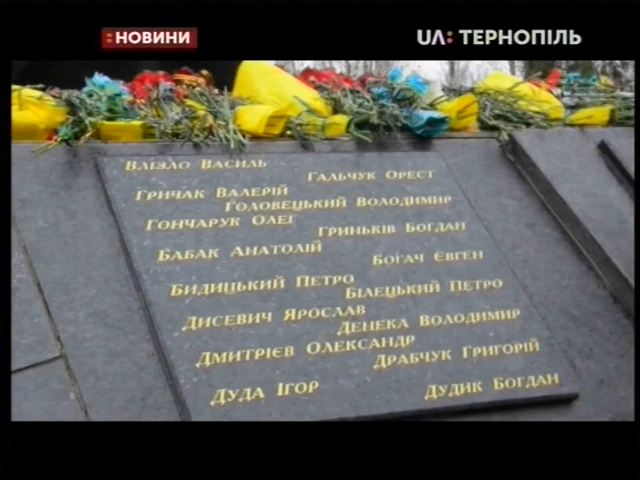 :НОВИНИ
UA: ТЕРНОПІЛЬ
Влізло Василь
Гальчук Орест
Гричак Валерій
Головецький Володимир
Гончарук Олег
Гриньків Богдан
Бабак Анатолій
Богач Євген
Бидицький Петро
Білецький Петро
Дисевич Ярослав
Денека Володимир
Дмитрієв Олександр
Драбчук Григорій
Дуда Ігор
Дудик Богдан